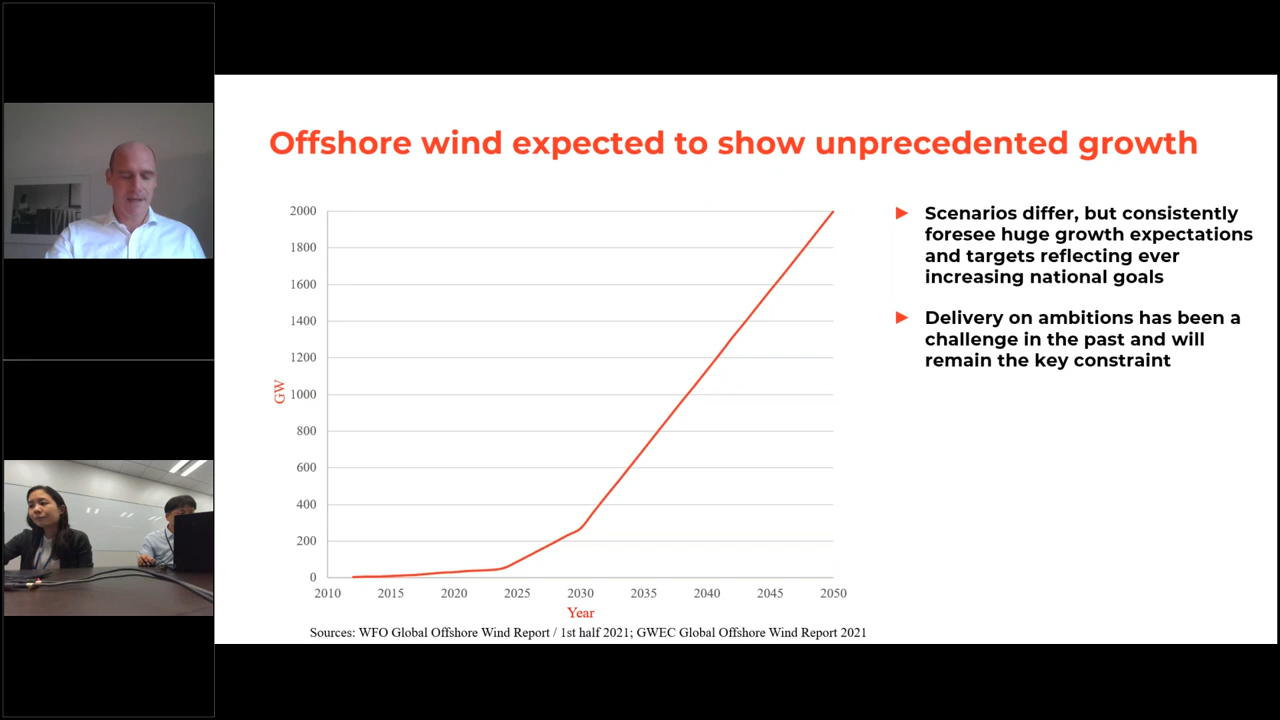 Offshore wind expected to show unprecedented growth
2000
1800
1600
1400
1200
1000
800
600
400
200
0
GW
2010 2015 2020 2025 2030 2035 2040 2045 2050
Year
Sources: WFO Global Offshore Wind Report / 1st half 2021; GWEC Global Offshore Wind Report 2021
Scenarios differ, but consistently
foresee huge growth expectations
and targets reflecting ever
increasing national goals
Delivery on ambitions has been a
challenge in the past and will
remain the key constraint